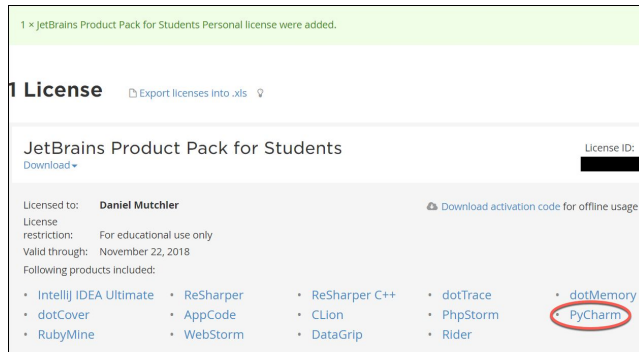 1 × JetBrains Product Pack for Students Personal license were added.
1 License Export licenses into .xls
JetBrains Product Pack for Students License ID:
Download
Licensed to: Daniel Mutchler Download activation code for offline usage
License
restriction: For educational use only
Valid through: November 22, 2018
Following products included:
• IntelliJ IDEA Ultimate • ReSharper • ReSharper C++ • dotTrace • dotMemory
• dotCover • AppCode • CLion • PhpStorm • PyCharm
• RubyMine • WebStorm • DataGrip • Rider